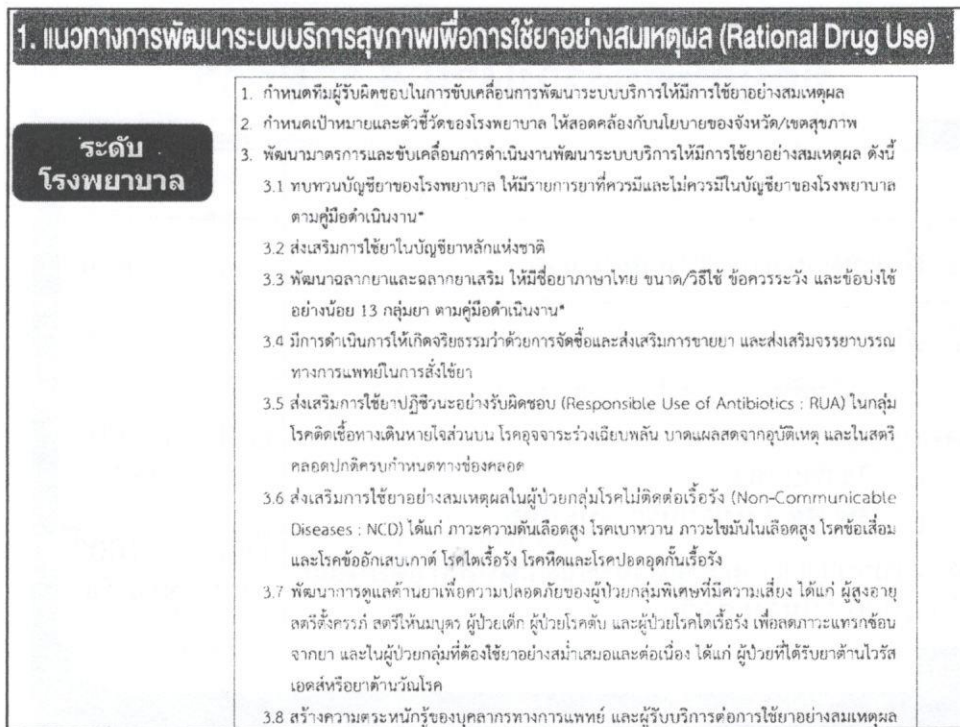 1. แนวทางการพัฒนาระบบบริการสุขภาพเพื่อการใช้ยาอย่างสมเหตุผล (Rational Drug Use)
ระดับ
โรงพยาบาล
1. กำหนดทีมผู้รับผิดชอบในการขับเคลื่อนการพัฒนาระบบบริการให้มีการใช้ยาอย่างสมเหตุผล
2. กำหนดเป้าหมายและตัวชี้วัดของโรงพยาบาล ให้สอดคล้องกับนโยบายของจังหวัด/เขตสุขภาพ
3. พัฒนามาตรการและขับเคลื่อนการดำเนินงานพัฒนาระบบบริการให้มีการใช้ยาอย่างสมเหตุผล ดังนี้
3.1 ทบทวนบัญชียาของโรงพยาบาล ให้มีรายการยาที่ควรมีและไม่ควรมีในบัญชียาของโรงพยาบาล
ตามคู่มือดำเนินงาน*
3.2 ส่งเสริมการใช้ยาในบัญชียาหลักแห่งชาติ
3.3 พัฒนาฉลากยาและฉลากยาเสริม ให้มีชื่อยาภาษาไทย ขนาด/วิธีใช้ ข้อควรระวัง และข้อบ่งใช้
อย่างน้อย 13 กลุ่มยา ตามคู่มือดำเนินงาน*
3.4 มีการดำเนินการให้เกิดจริยธรรมว่าด้วยการจัดซื้อและส่งเสริมการขายยา และส่งเสริมจรรยาบรรณ
ทางการแพทย์ในการสั่งใช้ยา
3.5 ส่งเสริมการใช้ยาปฏิชีวนะอย่างรับผิดชอบ (Responsible Use of Antibiotics : RUA) ในกลุ่ม
โรคติดเชื้อทางเดินหายใจส่วนบน โรคอุจจาระร่วงเฉียบพลัน บาดแผลสดจากอุบัติเหตุ และในสตรี
คลอดปกติครบกำหนดทางช่องคลอด
3.6 ส่งเสริมการใช้ยาอย่างสมเหตุผลในผู้ป่วยกลุ่มโรคไม่ติดต่อเรื้อรัง (Non-Communicable
Diseases : NCD) ได้แก่ ภาวะความดันเลือดสูง โรคเบาหวาน ภาวะไขมันในเลือดสูง โรคข้อเสื่อม
และโรคข้ออักเสบเกาต์ โรคไตเรื้อรัง โรคหืดและโรคปอดอุดกั้นเรื้อรัง
3.7 พัฒนาการดูแลด้านยาเพื่อความปลอดภัยของผู้ป่วยกลุ่มพิเศษที่มีความเสี่ยง ได้แก่ ผู้สูงอายุ
สตรีตั้งครรภ์ สตรีให้นมบุตร ผู้ป่วยเด็ก ผู้ป่วยโรคตับ และผู้ป่วยโรคไตเรื้อรัง เพื่อลดภาวะแทรกซ้อน
จากยา และในผู้ป่วยกลุ่มที่ต้องใช้ยาอย่างสม่ำเสมอและต่อเนื่อง ได้แก่ ผู้ป่วยที่ได้รับยาต้านไวรัส
เอดส์หรือยาต้านวัณโรค
3.8 สร้างความตระหนักรู้ของบุคลากรทางการแพทย์ และผู้รับบริการต่อการใช้ยาอย่างสมเหตุผล